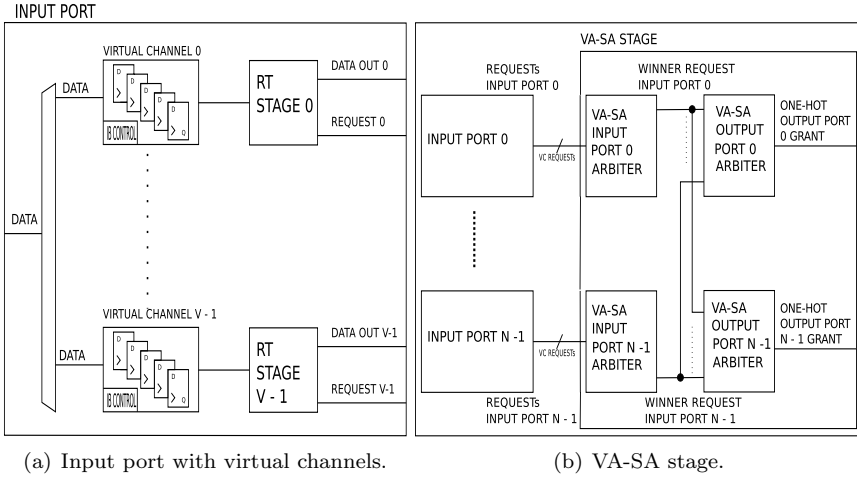 INPUT PORT
VIRTUAL CHANNEL 0
D
D
D
D
Q
IB CONTROL
DATA
RT
STAGE 0
DATA OUT 0
REQUEST 0
DATA
VIRTUAL CHANNEL V - 1
D
D
D
D
Q
IB CONTROL
DATA
RT
STAGE
V - 1
DATA OUT V-1
REQUEST V-1
(a) Input port with virtual channels.
VA-SA STAGE
REQUESTs
INPUT PORT 0
INPUT PORT 0
VC REQUESTS
VA-SA
INPUT
PORT 0
ARBITER
WINNER REQUEST
INPUT PORT 0
VA-SA
OUTPUT
PORT 0
ARBITER
ONE-HOT
OUTPUT PORT
0 GRANT
INPUT PORT N -1
VC REQUESTS
REQUESTs
INPUT PORT N - 1
VA-SA
INPUT
PORT N -1
ARBITER
WINNER REQUEST
INPUT PORT N - 1
VA-SA
OUTPUT
PORT N -1
ARBITER
ONE-HOT
OUTPUT PORT
N - 1 GRANT
(b) VA-SA stage.